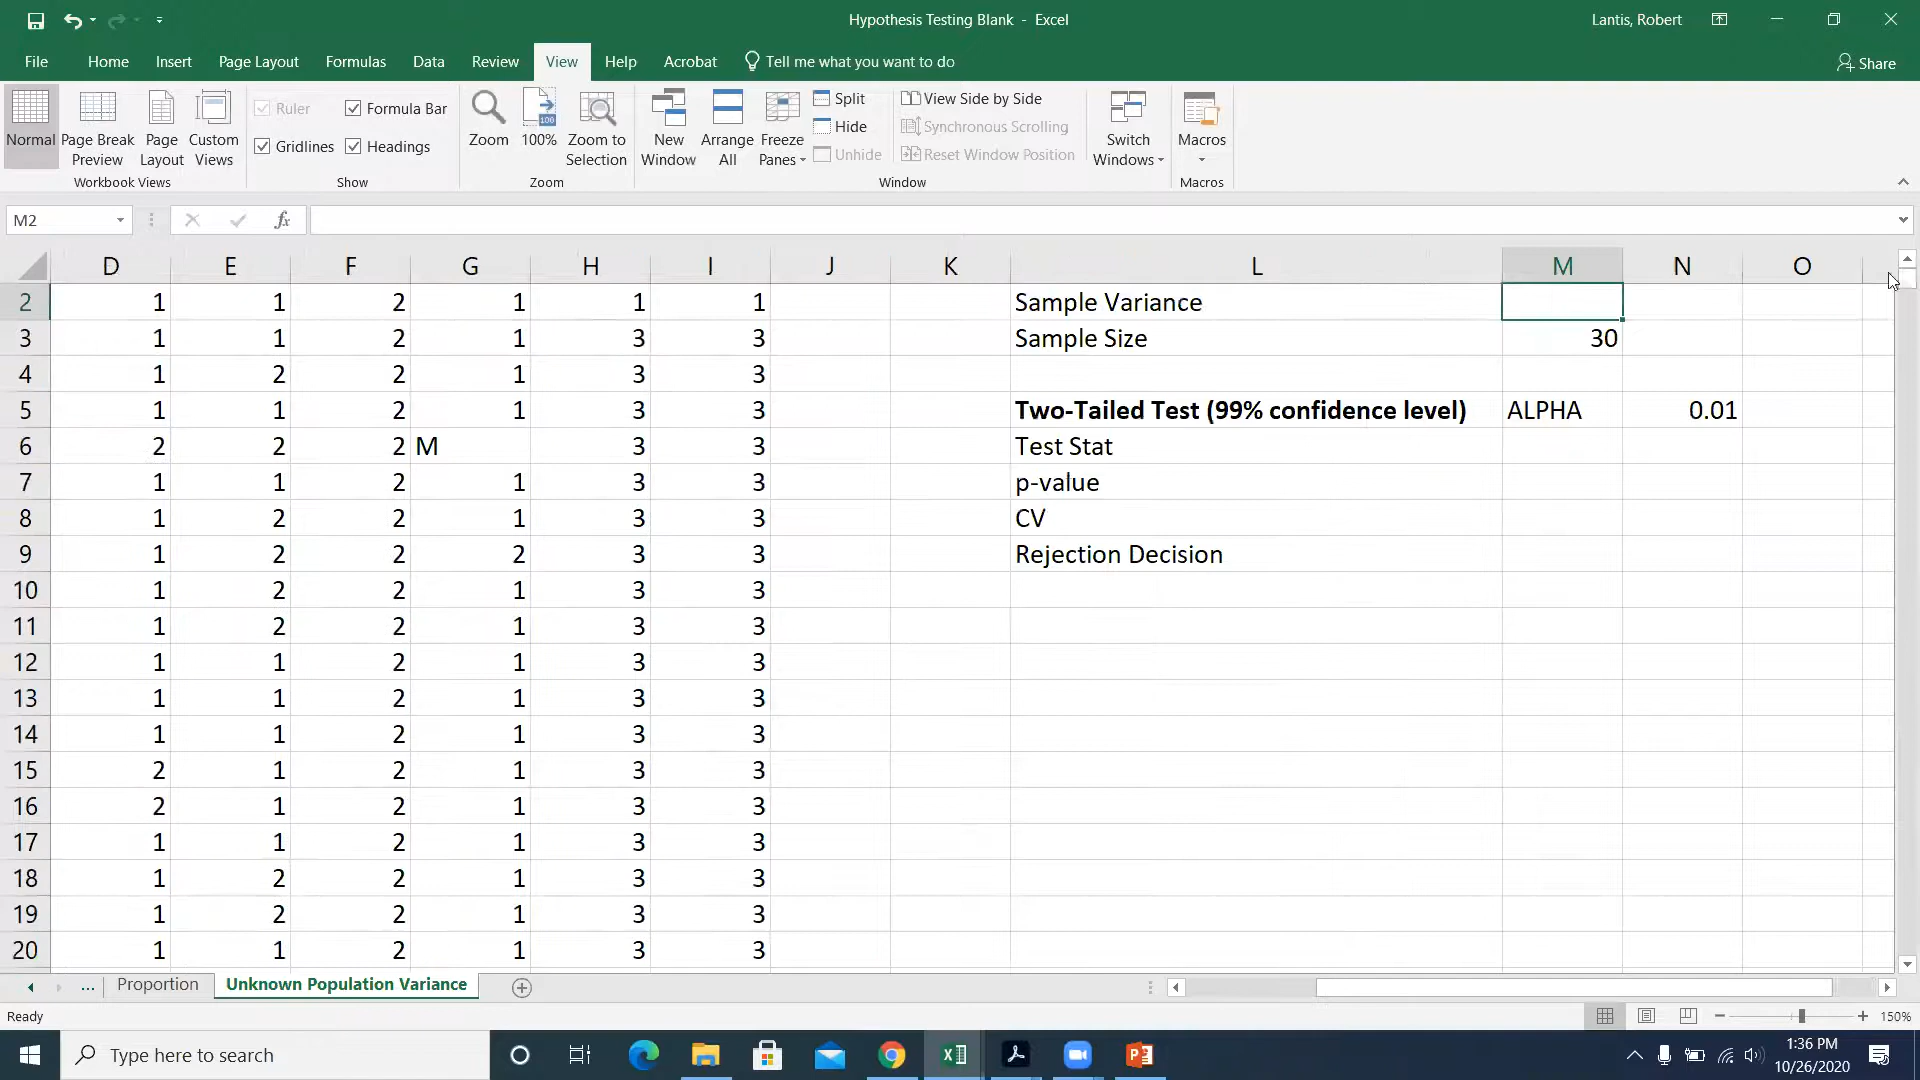 Hypothesis Testing Blank - Excel
Lantis, Robert
File Home Insert Page Layout Formulas Data Review View Help Acrobat Tell me what you want to do
Share
Normal Page Break Preview Page Layout Custom Views
Workbook Views
Ruler Formula Bar
Gridlines Headings
Show
Zoom 100% Zoom to Selection
Zoom
New Window Arrange All Freeze Panes
Split
Hide
Unhide
View Side by Side
Synchronous Scrolling
Reset Window Position
Switch Windows
Window
Macros
Macros
M2 fx
D E F G H I J K L M N O
2 1 1 2 1 1 1 Sample Variance
3 1 1 2 1 3 3 Sample Size 30
4 1 2 2 1 3 3
5 1 1 2 1 3 3 Two-Tailed Test (99% confidence level) ALPHA 0.01
6 2 2 2 M 3 3 Test Stat
7 1 1 2 1 3 3 p-value
8 1 2 2 1 3 3 CV
9 1 2 2 2 3 3 Rejection Decision
10 1 2 2 1 3 3
11 1 2 2 1 3 3
12 1 1 2 1 3 3
13 1 1 2 1 3 3
14 1 1 2 1 3 3
15 2 1 2 1 3 3
16 2 1 2 1 3 3
17 1 1 2 1 3 3
18 1 2 2 1 3 3
19 1 2 2 1 3 3
20 1 1 2 1 3 3
... Proportion Unknown Population Variance
Ready
150%
Type here to search
1:36 PM
10/26/2020